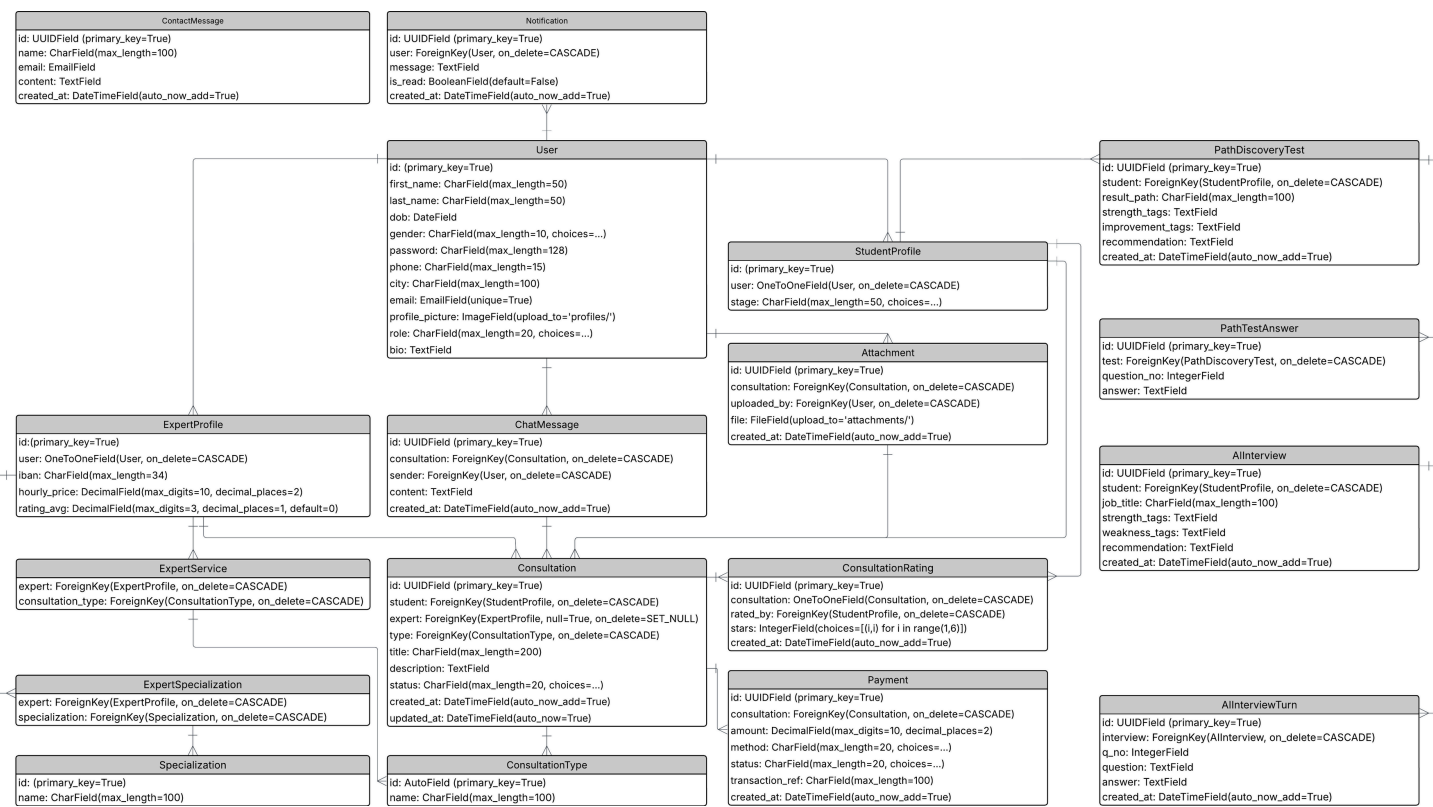 ContactMessage
id: UUIDField (primary_key=True)
name: CharField(max_length=100)
email: EmailField
content: TextField
created_at: DateTimeField(auto_now_add=True)
Notification
id: UUIDField (primary_key=True)
user: ForeignKey(User, on_delete=CASCADE)
message: TextField
is_read: BooleanField(default=False)
created_at: DateTimeField(auto_now_add=True)
User
id: (primary_key=True)
first_name: CharField(max_length=50)
last_name: CharField(max_length=50)
dob: DateField
gender: CharField(max_length=10, choices=...)
password: CharField(max_length=128)
phone: CharField(max_length=15)
city: CharField(max_length=100)
email: EmailField(unique=True)
profile_picture: ImageField(upload_to='profiles/')
role: CharField(max_length=20, choices=...)
bio: TextField
PathDiscoveryTest
id: UUIDField (primary_key=True)
student: ForeignKey(StudentProfile, on_delete=CASCADE)
result_path: CharField(max_length=100)
strength_tags: TextField
improvement_tags: TextField
recommendation: TextField
created_at: DateTimeField(auto_now_add=True)
StudentProfile
id: (primary_key=True)
user: OneToOneField(User, on_delete=CASCADE)
stage: CharField(max_length=50, choices=...)
PathTestAnswer
id: UUIDField (primary_key=True)
test: ForeignKey(PathDiscoveryTest, on_delete=CASCADE)
question_no: IntegerField
answer: TextField
Attachment
id: UUIDField (primary_key=True)
consultation: ForeignKey(Consultation, on_delete=CASCADE)
uploaded_by: ForeignKey(User, on_delete=CASCADE)
file: FileField(upload_to='attachments/')
created_at: DateTimeField(auto_now_add=True)
ExpertProfile
id:(primary_key=True)
user: OneToOneField(User, on_delete=CASCADE)
iban: CharField(max_length=34)
hourly_price: DecimalField(max_digits=10, decimal_places=2)
rating_avg: DecimalField(max_digits=3, decimal_places=1, default=0)
ChatMessage
id: UUIDField (primary_key=True)
consultation: ForeignKey(Consultation, on_delete=CASCADE)
sender: ForeignKey(User, on_delete=CASCADE)
content: TextField
created_at: DateTimeField(auto_now_add=True)
AIInterview
id: UUIDField (primary_key=True)
student: ForeignKey(StudentProfile, on_delete=CASCADE)
job_title: CharField(max_length=100)
strength_tags: TextField
weakness_tags: TextField
recommendation: TextField
created_at: DateTimeField(auto_now_add=True)
ExpertService
expert: ForeignKey(ExpertProfile, on_delete=CASCADE)
consultation_type: ForeignKey(ConsultationType, on_delete=CASCADE)
Consultation
id: UUIDField (primary_key=True)
student: ForeignKey(StudentProfile, on_delete=CASCADE)
expert: ForeignKey(ExpertProfile, null=True, on_delete=SET_NULL)
type: ForeignKey(ConsultationType, on_delete=CASCADE)
title: CharField(max_length=200)
description: TextField
status: CharField(max_length=20, choices=...)
created_at: DateTimeField(auto_now_add=True)
updated_at: DateTimeField(auto_now=True)
ConsultationRating
id: UUIDField (primary_key=True)
consultation: OneToOneField(Consultation, on_delete=CASCADE)
rated_by: ForeignKey(StudentProfile, on_delete=CASCADE)
stars: IntegerField(choices=[(i,i) for i in range(1,6)])
created_at: DateTimeField(auto_now_add=True)
ExpertSpecialization
expert: ForeignKey(ExpertProfile, on_delete=CASCADE)
specialization: ForeignKey(Specialization, on_delete=CASCADE)
Payment
id: UUIDField (primary_key=True)
consultation: ForeignKey(Consultation, on_delete=CASCADE)
amount: DecimalField(max_digits=10, decimal_places=2)
method: CharField(max_length=20, choices=...)
status: CharField(max_length=20, choices=...)
transaction_ref: CharField(max_length=100)
created_at: DateTimeField(auto_now_add=True)
AIInterviewTurn
id: UUIDField (primary_key=True)
interview: ForeignKey(AIInterview, on_delete=CASCADE)
q_no: IntegerField
question: TextField
answer: TextField
created_at: DateTimeField(auto_now_add=True)
Specialization
id: (primary_key=True)
name: CharField(max_length=100)
ConsultationType
id: AutoField (primary_key=True)
name: CharField(max_length=100)